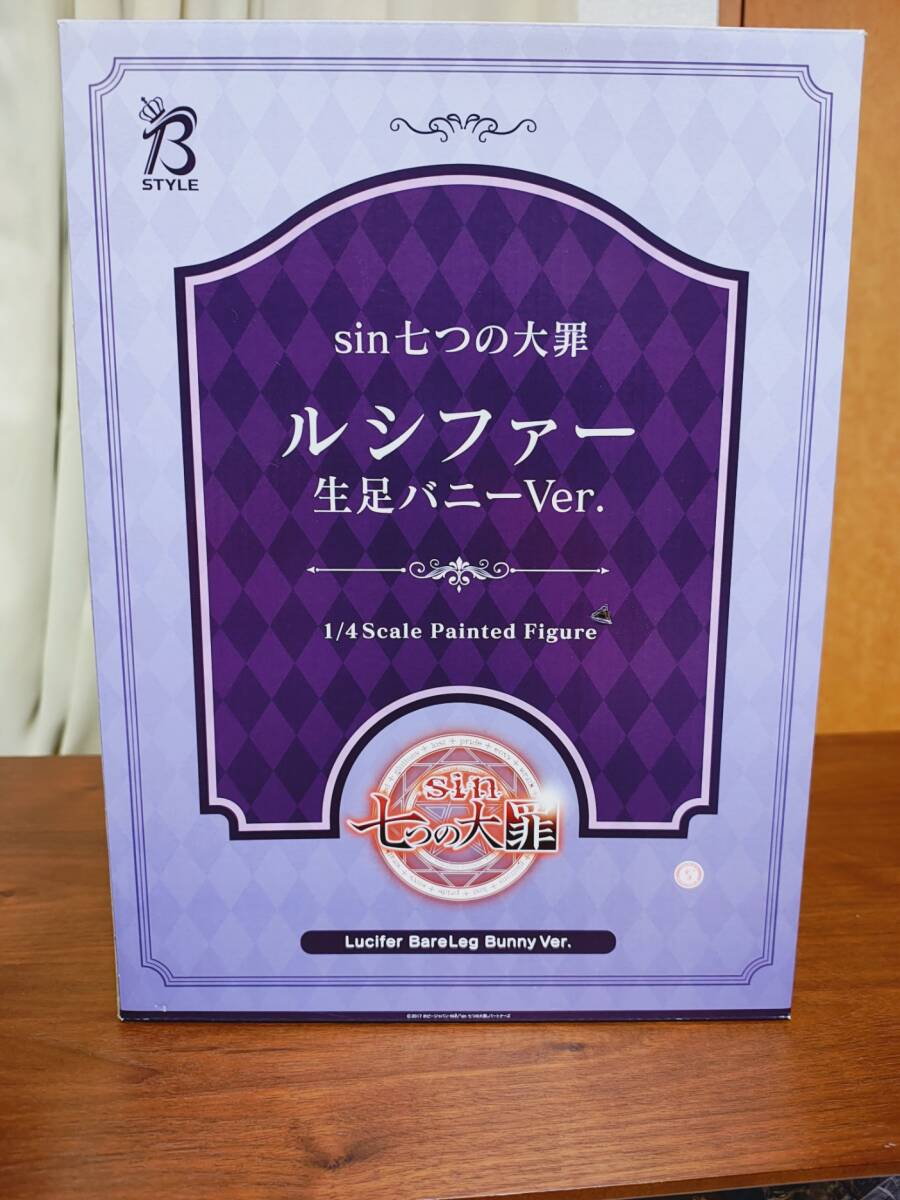 B
STYLE
sin七つの大罪
ルシファー
生足バニーVer.
1/4 Scale Painted Figure
sin
七つの大罪
Lucifer BareLeg Bunny Ver.